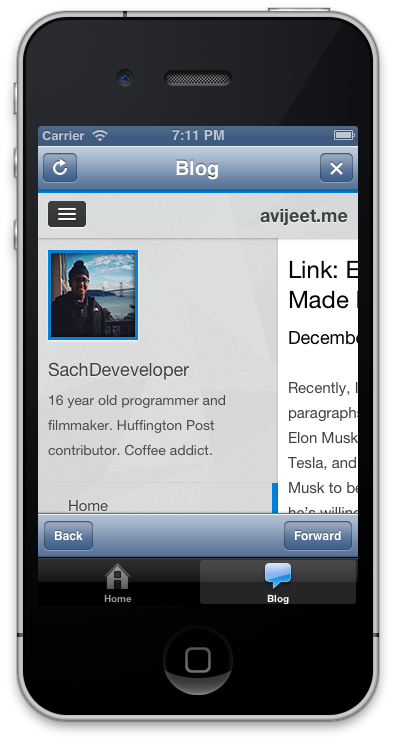 Carrier 7:11 PM
Blog
avijeet.me
SachDeveveloper
16 year old programmer and
filmmaker. Huffington Post
contributor. Coffee addict.
Home
Link: E
Made
Decembe
Recently, I
paragraphs
Elon Musk
Tesla, and
Musk to be
he's willing
Back Forward
Home Blog